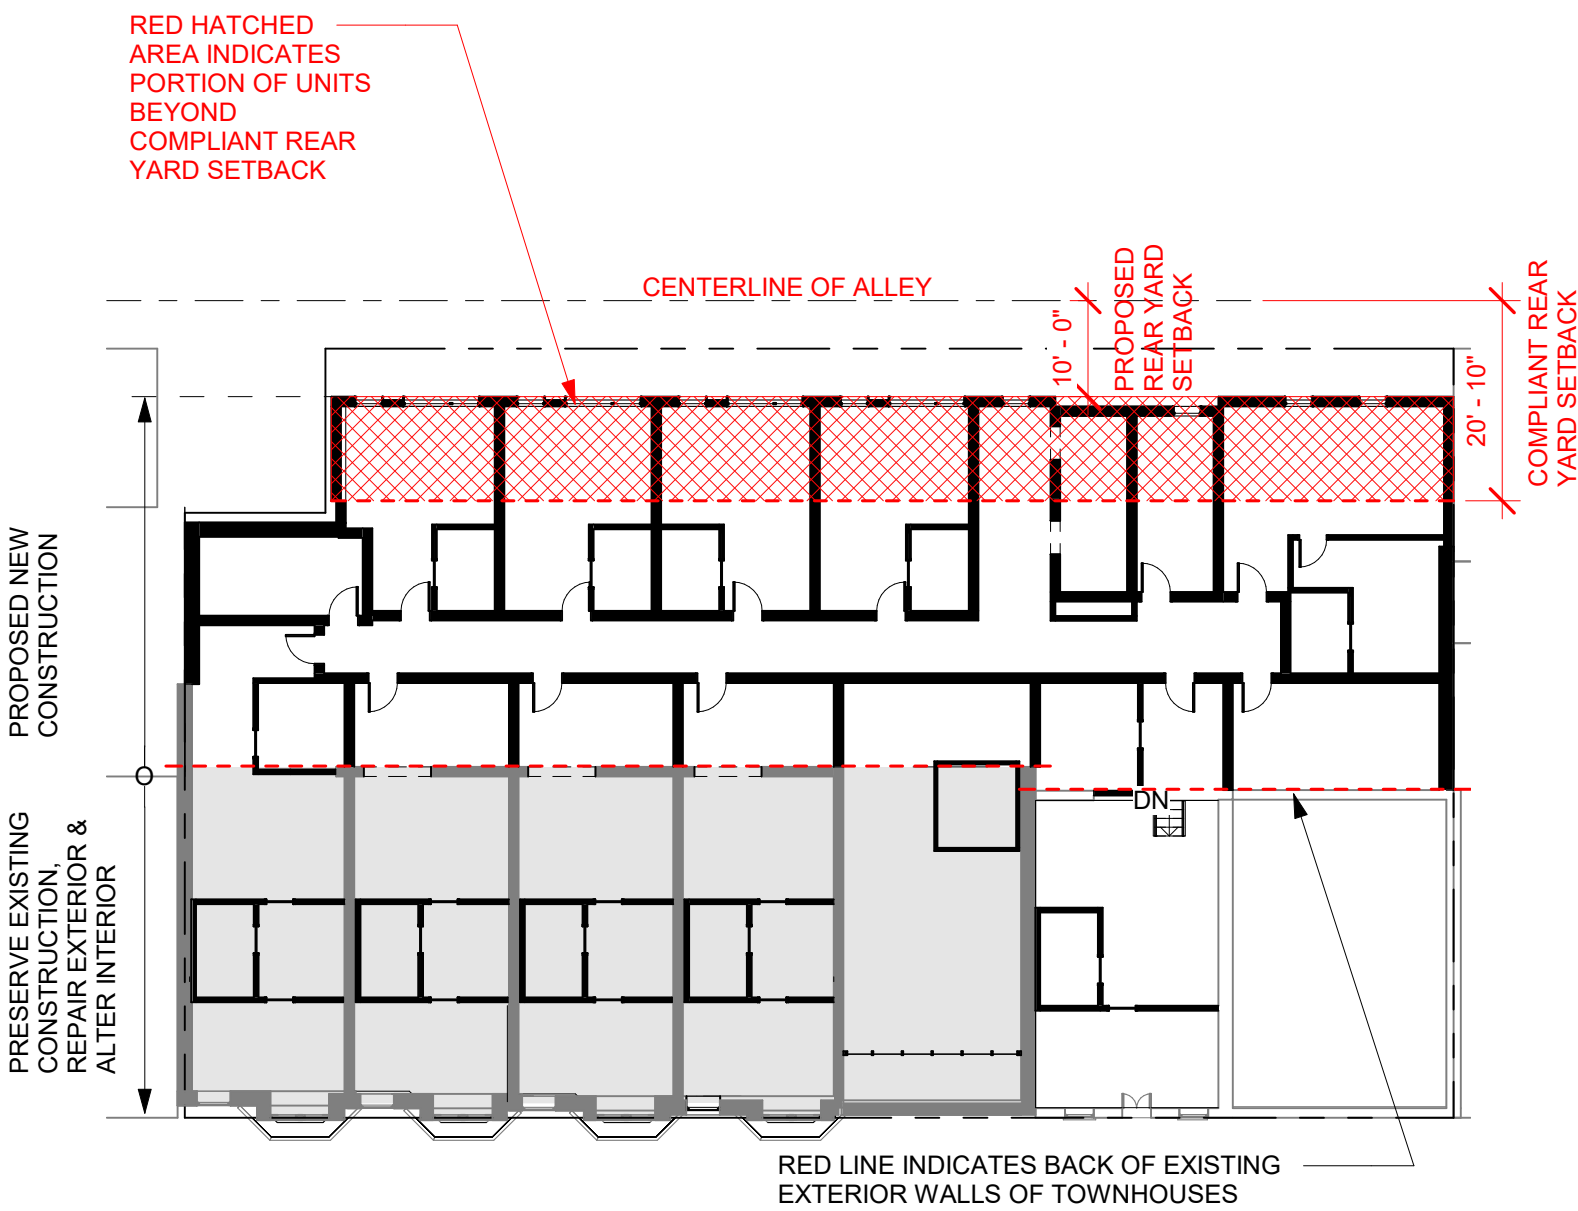 RED HATCHED
AREA INDICATES
PORTION OF UNITS
BEYOND
COMPLIANT REAR
YARD SETBACK
CENTERLINE OF ALLEY
10' - 0"
PROPOSED
REAR YARD
SETBACK
20' - 10"
COMPLIANT REAR
YARD SETBACK
PROPOSED NEW
CONSTRUCTION
PRESERVE EXISTING
CONSTRUCTION,
REPAIR EXTERIOR &
ALTER INTERIOR
DN
RED LINE INDICATES BACK OF EXISTING
EXTERIOR WALLS OF TOWNHOUSES